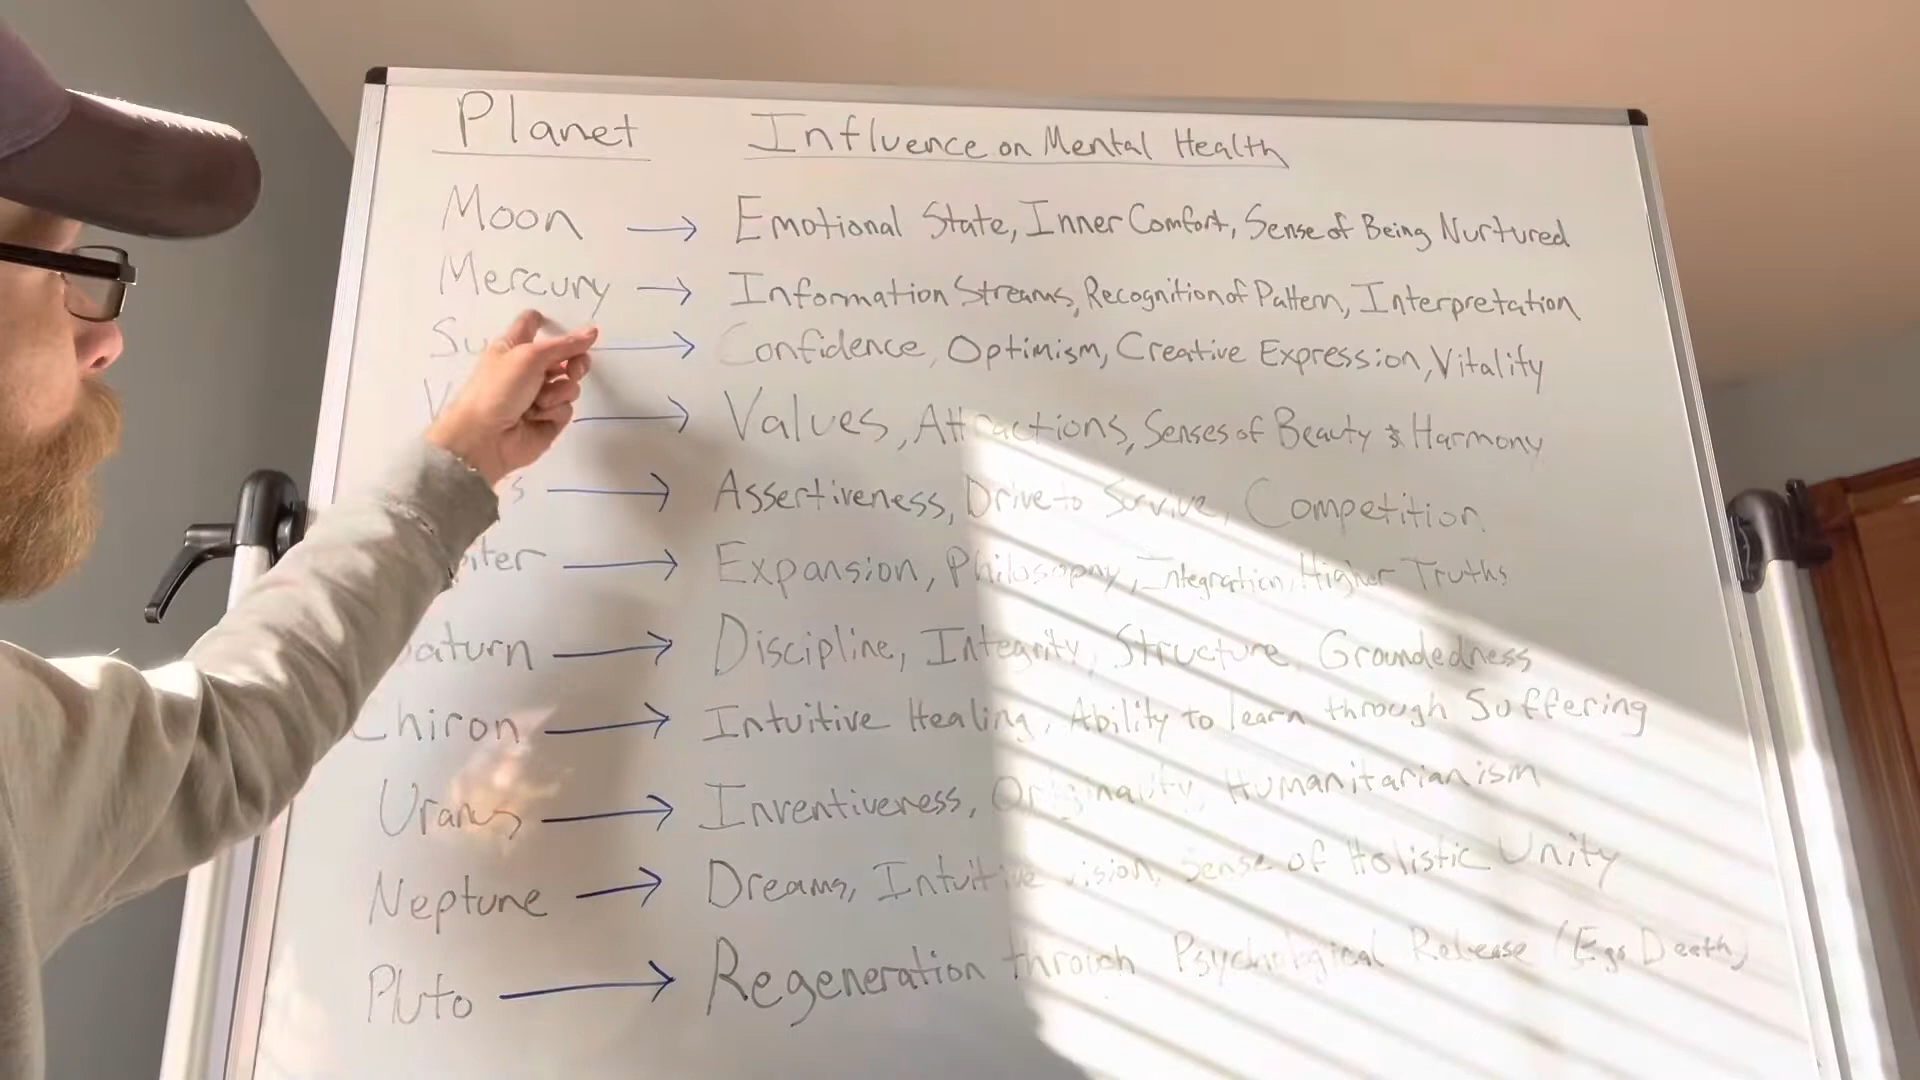 Planet Influence on Mental Health
Moon → Emotional State, Inner Comfort, Sense of Being Nurtured
Mercury → Information Streams, Recognition of Pattern, Interpretation
Su → Confidence, Optimism, Creative Expression, Vitality
V → Values, Attractions, Senses of Beauty & Harmony
s → Assertiveness, Drive to Survive, Competition
piter → Expansion, Philosophy, Integration, Higher Truths
aturn → Discipline, Integrity, Structure, Groundedness
Chiron → Intuitive Healing, Ability to learn through Suffering
Uranus → Inventiveness, Originality, Humanitarianism
Neptune → Dreams, Intuitive vision, Sense of Holistic Unity
Pluto → Regeneration through Psychological Release (Ego Death)